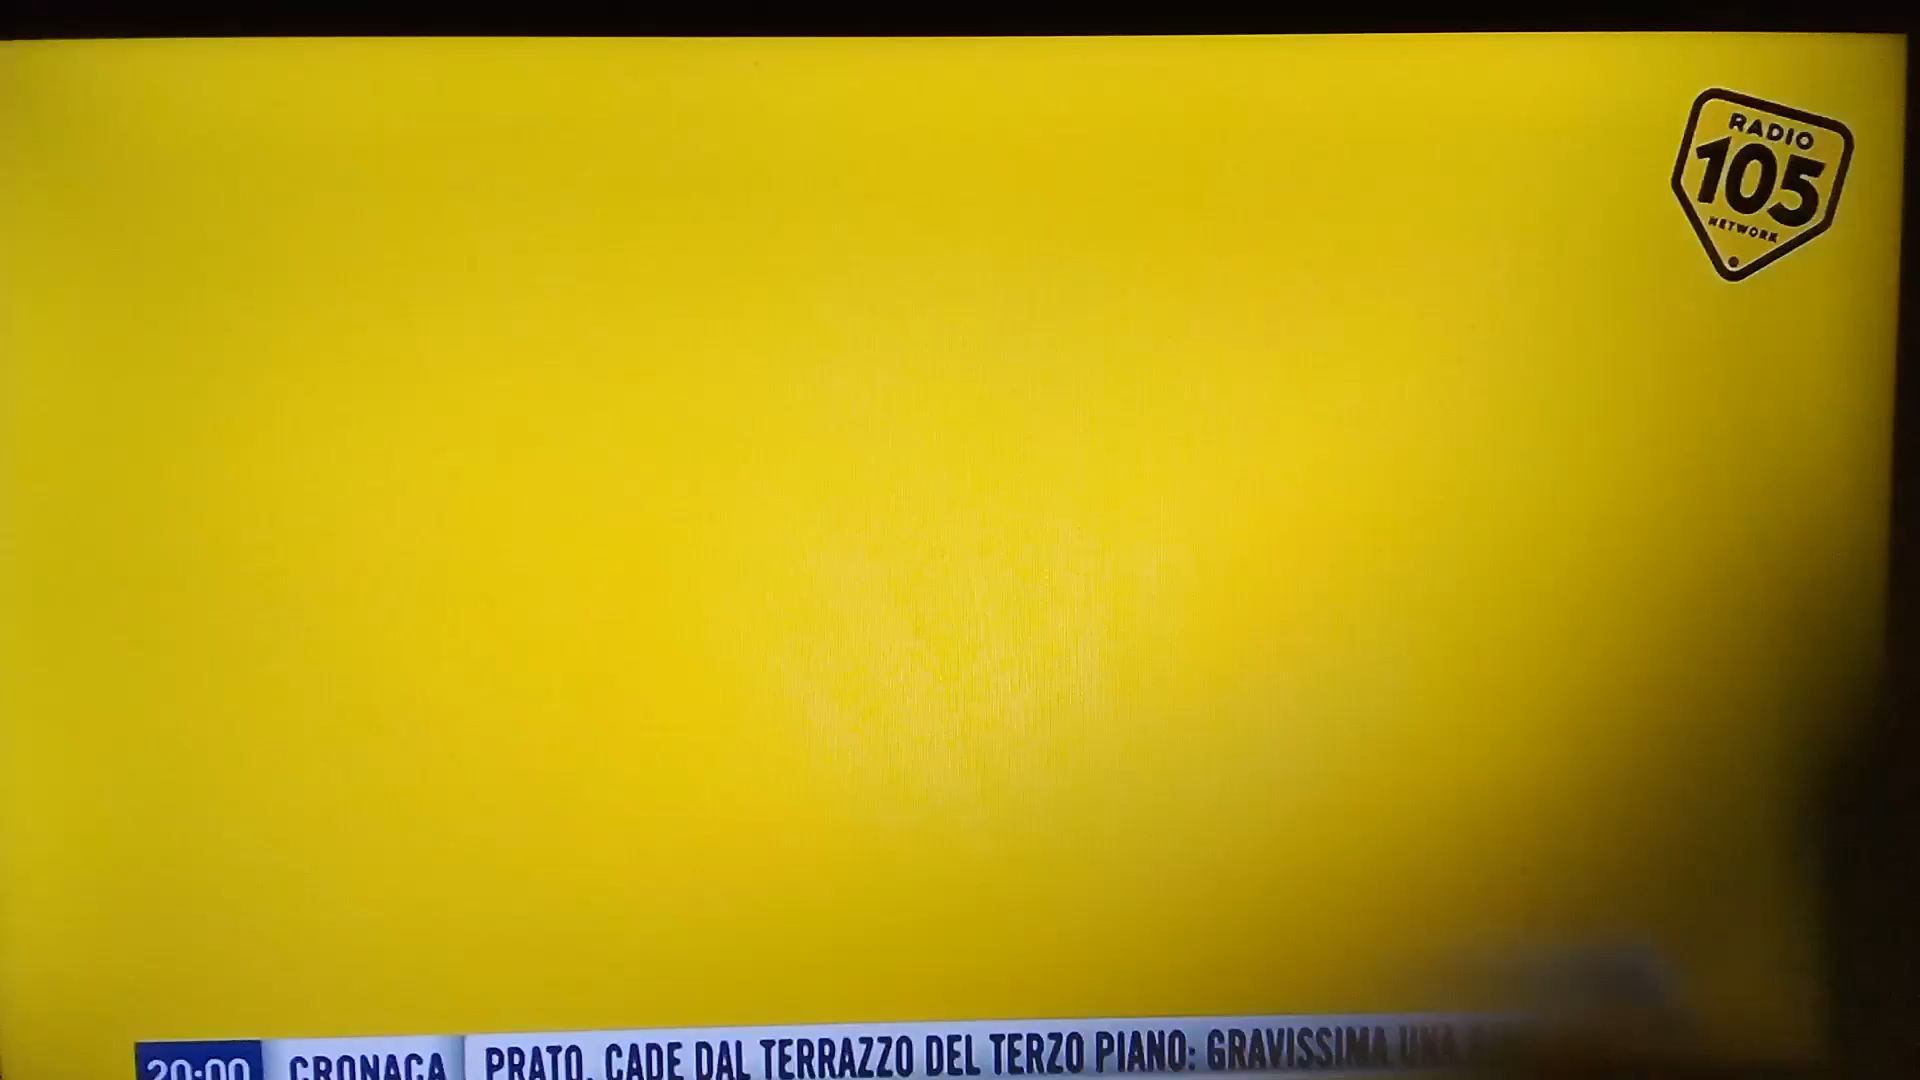 RADIO
105
NETWORK
20:00 CRONACA PRATO, CADE DAL TERRAZZO DEL TERZO PIANO: GRAVISSIMA UNA